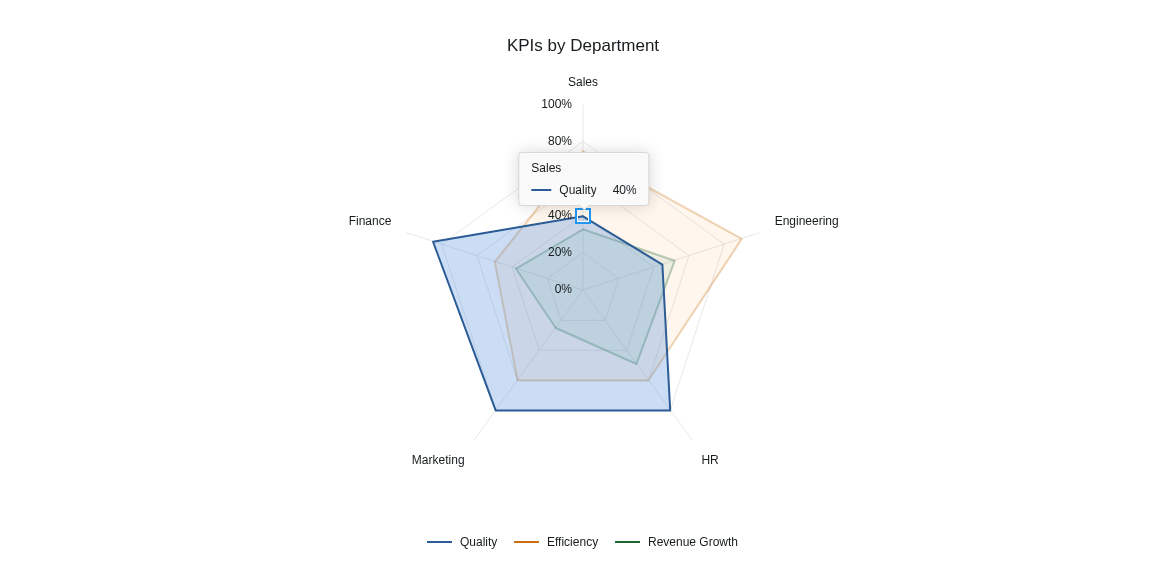 KPIs by Department
Sales
100%
80%
Sales
Quality 40%
40%
Finance
Engineering
20%
0%
Marketing
HR
Quality
Efficiency
Revenue Growth